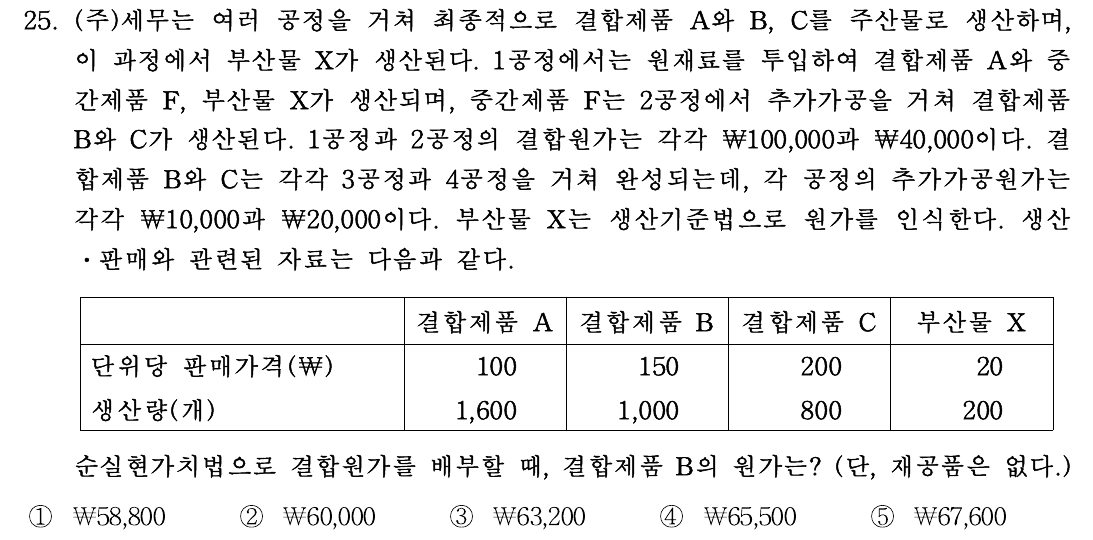 25. (주)세무는 여러 공정을 거쳐 최종적으로 결합제품 A와 B, C를 주산물로 생산하며,
이 과정에서 부산물 X가 생산된다. 1공정에서는 원재료를 투입하여 결합제품 A와 중
간제품 F, 부산물 X가 생산되며, 중간제품 F는 2공정에서 추가가공을 거쳐 결합제품
B와 C가 생산된다. 1공정과 2공정의 결합원가는 각각 ₩100,000과 ₩40,000이다. 결
합제품 B와 C는 각각 3공정과 4공정을 거쳐 완성되는데, 각 공정의 추가가공원가는
각각 ₩10,000과 ₩20,000이다. 부산물 X는 생산기준법으로 원가를 인식한다. 생산
·판매와 관련된 자료는 다음과 같다.
결합제품 A 결합제품 B 결합제품 C 부산물 X
단위당 판매가격(₩) 100 150 200 20
생산량(개) 1,600 1,000 800 200
순실현가치법으로 결합원가를 배부할 때, 결합제품 B의 원가는? (단, 재공품은 없다.)
① ₩58,800 ② ₩60,000 ③ ₩63,200 ④ ₩65,500 ⑤ ₩67,600